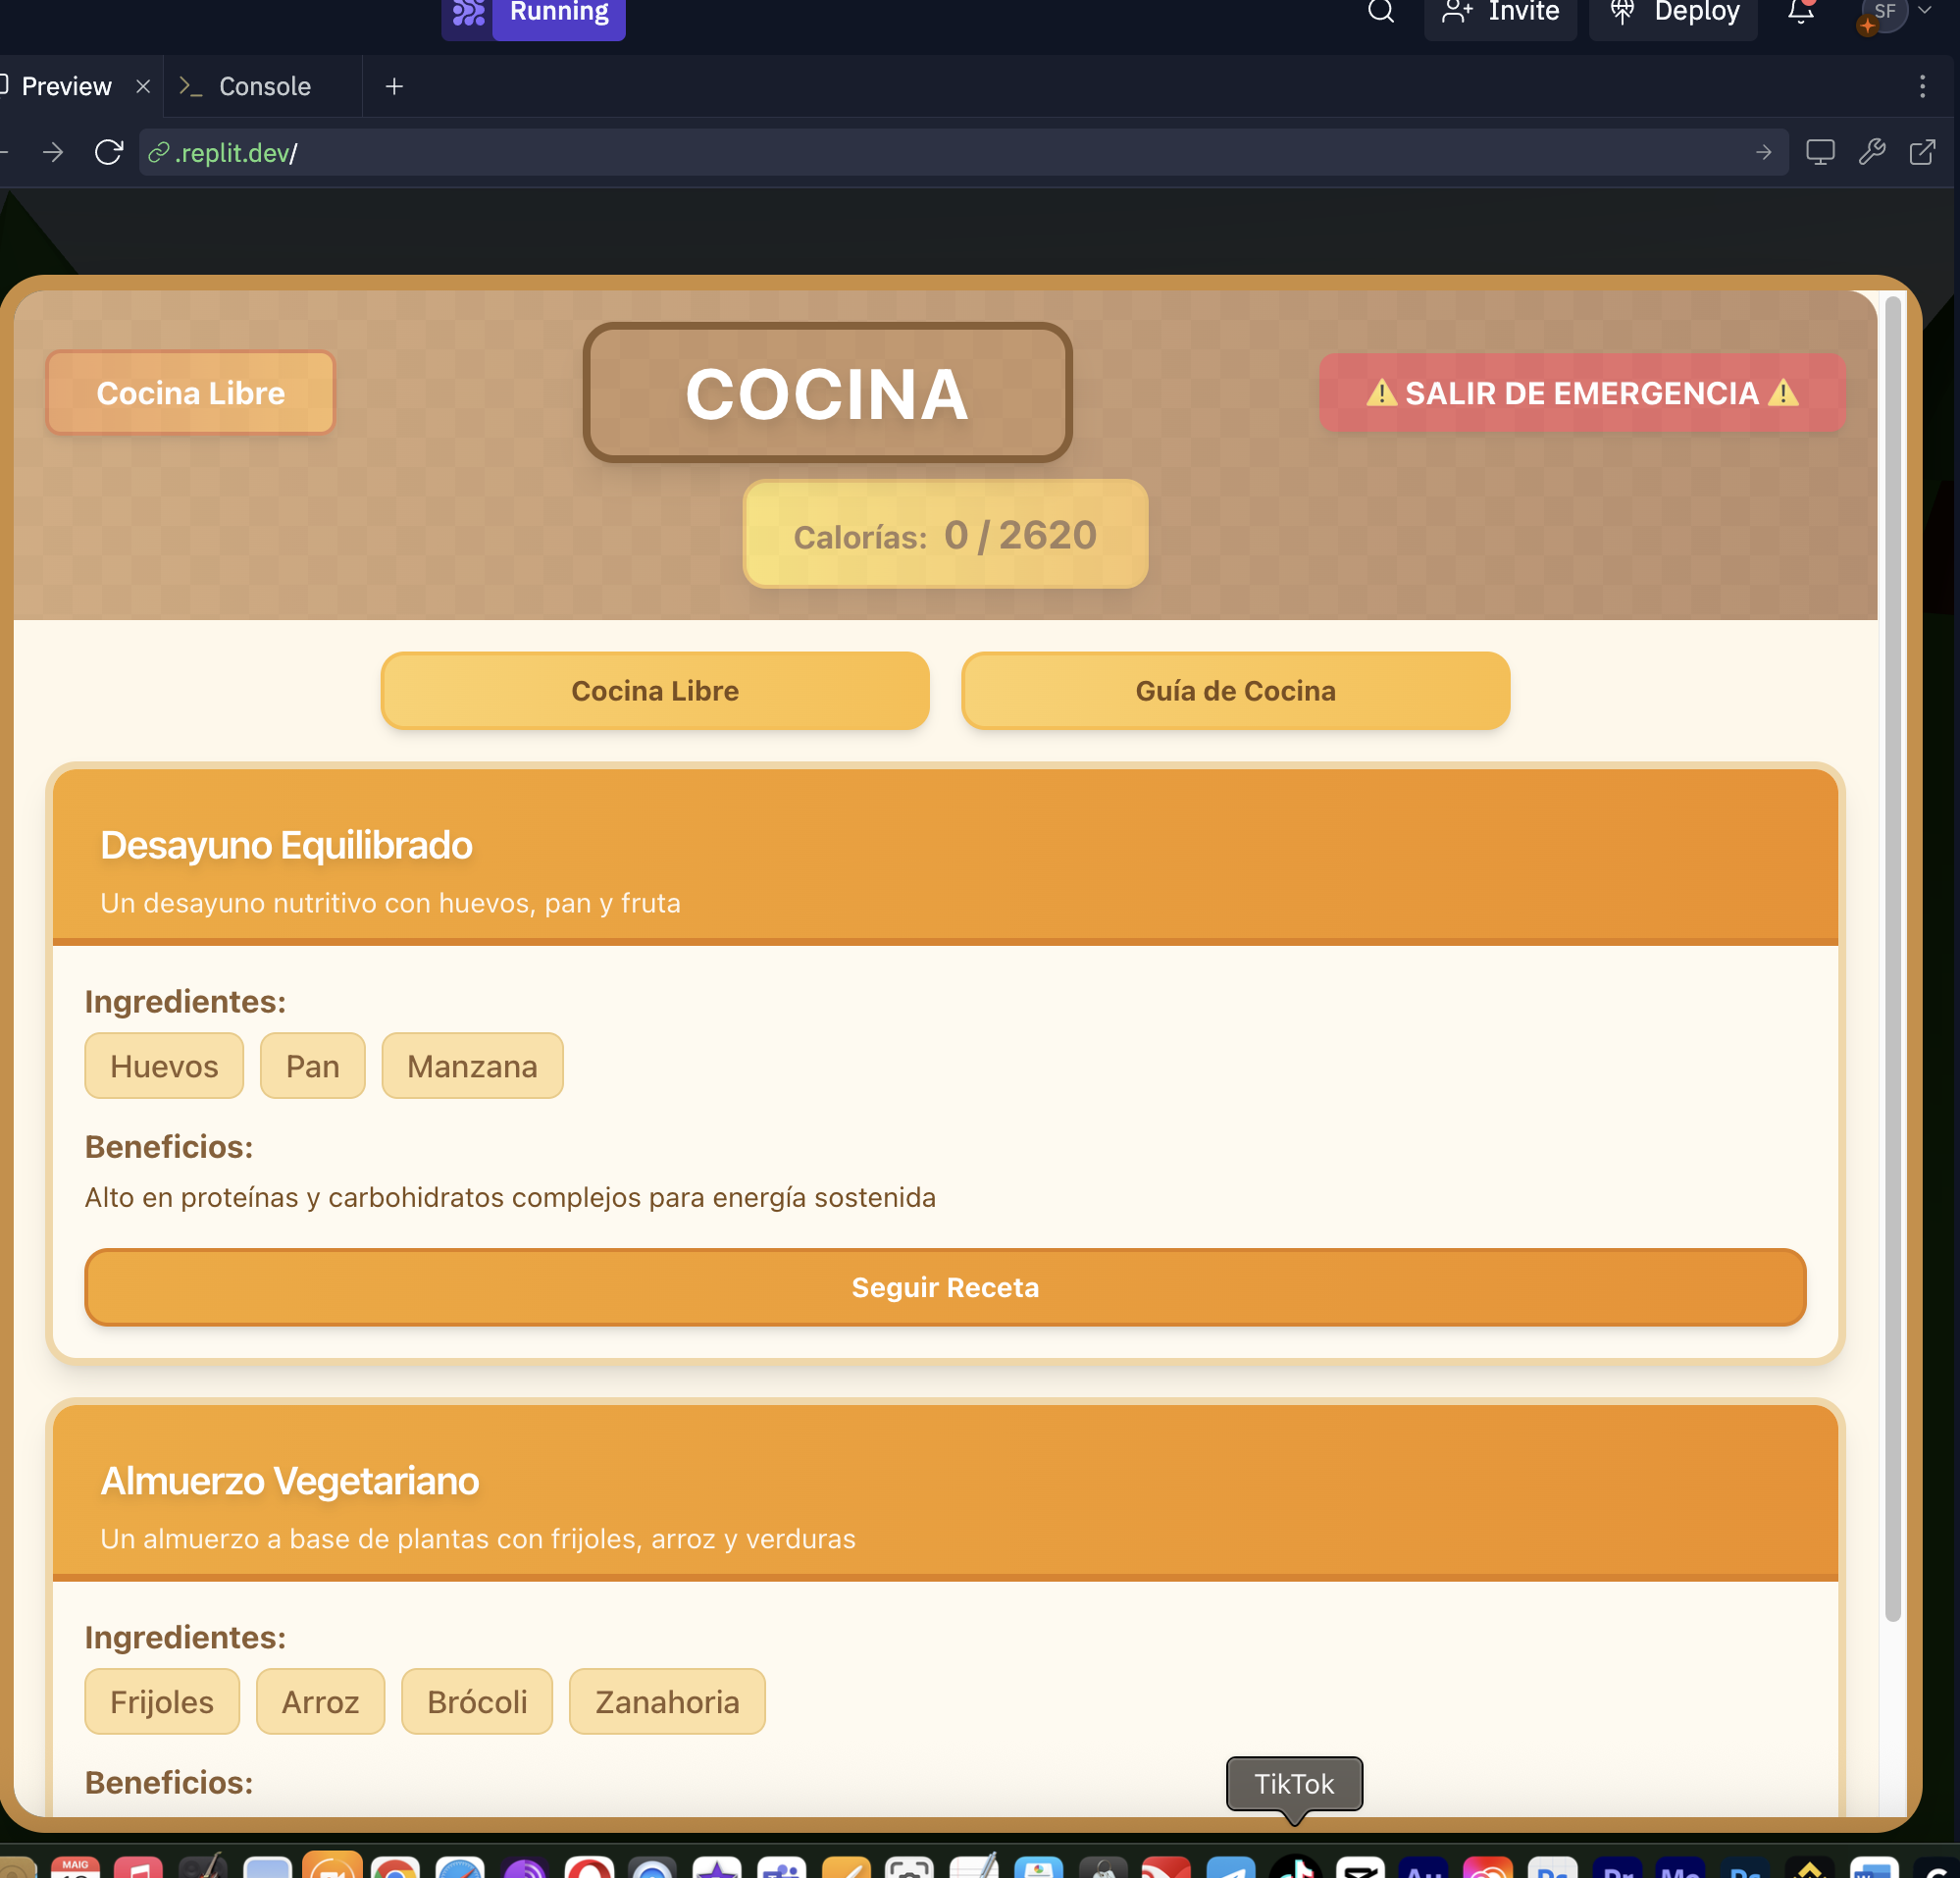 Running
Invite
Deploy
SF
Preview
Console
.replit.dev/
Cocina Libre
COCINA
⚠️ SALIR DE EMERGENCIA ⚠️
Calorías: 0 / 2620
Cocina Libre
Guía de Cocina
Desayuno Equilibrado
Un desayuno nutritivo con huevos, pan y fruta
Ingredientes:
Huevos
Pan
Manzana
Beneficios:
Alto en proteínas y carbohidratos complejos para energía sostenida
Seguir Receta
Almuerzo Vegetariano
Un almuerzo a base de plantas con frijoles, arroz y verduras
Ingredientes:
Frijoles
Arroz
Brócoli
Zanahoria
Beneficios:
TikTok
MAIG